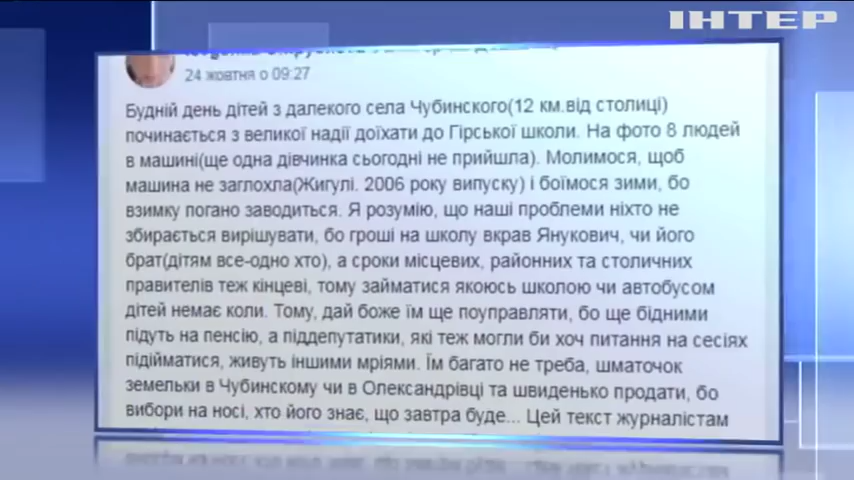 ІНТЕР
24 жовтня о 09:27
Будній день дітей з далекого села Чубинского(12 км.від столиці)
починається з великої надії доїхати до Гірської школи. На фото 8 людей
в машині(ще одна дівчинка сьогодні не прийшла). Молимося, щоб
машина не заглохла(Жигулі. 2006 року випуску) і боїмося зими, бо
взимку погано заводиться. Я розумію, що наші проблеми ніхто не
збирається вирішувати, бо гроші на школу вкрав Янукович, чи його
брат(дітям все-одно хто), а сроки місцевих, районних та столичних
правителів теж кінцеві, тому займатися якоюсь школою чи автобусом
дітей немає коли. Тому, дай боже їм ще поуправляти, бо ще бідними
підуть на пенсію, а піддепутатики, які теж могли би хоч питання на сесіях
підійматися, живуть іншими мріями. Їм багато не треба, шматочок
земельки в Чубинскому чи в Олександрівці та швиденько продати, бо
вибори на носі, хто його знає, що завтра буде... Цей текст журналістам